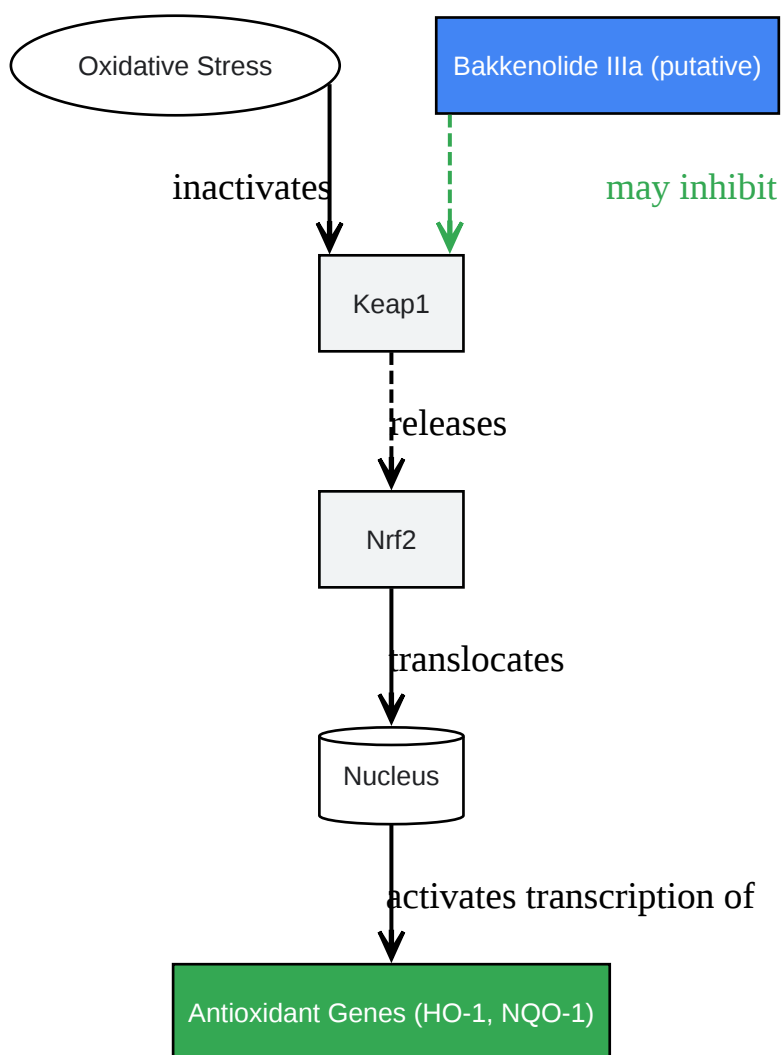 Oxidative Stress
Bakkenolide IIIa (putative)
inactivates
may inhibit
Keap1
releases
Nrf2
translocates
Nucleus
activates transcription of
Antioxidant Genes (HO-1, NQO-1)